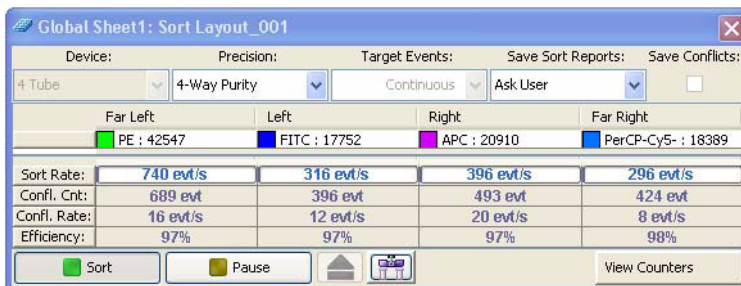 Global Sheet1: Sort Layout_001
Device: Precision: Target Events: Save Sort Reports: Save Conflicts:
4 Tube 4-Way Purity Continuous Ask User
Far Left Left Right Far Right
PE : 42547 FITC : 17752 APC : 20910 PerCP-Cy5- : 18389
Sort Rate: 740 evt/s 316 evt/s 396 evt/s 296 evt/s
Confl. Cnt: 689 evt 396 evt 493 evt 424 evt
Confl. Rate: 16 evt/s 12 evt/s 20 evt/s 8 evt/s
Efficiency: 97% 97% 97% 98%
Sort Pause View Counters